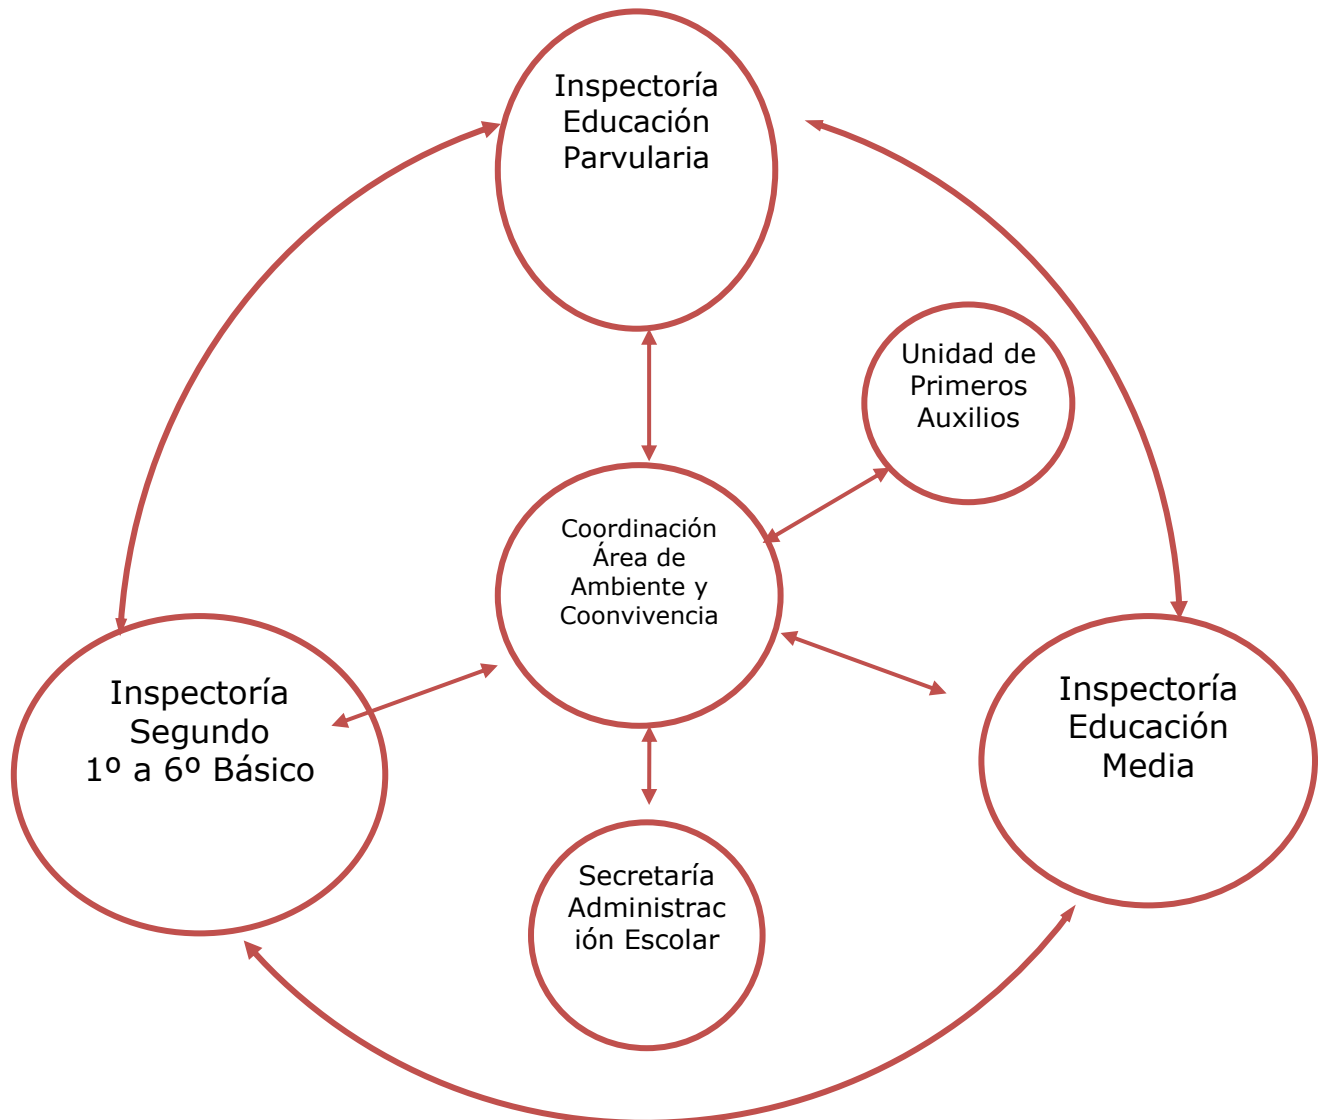 Inspectoría
Educación
Parvularia
Unidad de
Primeros
Auxilios
Coordinación
Área de
Ambiente y
Coonvivencia
Inspectoría
Segundo
1º a 6º Básico
Inspectoría
Educación
Media
Secretaría
Administrac
ión Escolar